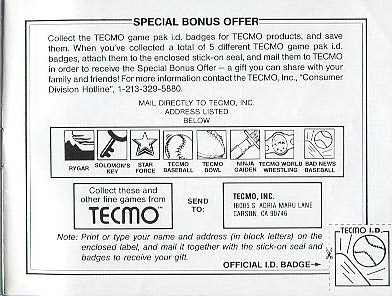 SPECIAL BONUS OFFER
Collect the TECMO game pak i.d. badges for TECMO products, and save
them. When you've collected a total of 5 different TECMO game pak i.d.
badges, attach them to the enclosed stick-on seal, and mail them to TECMO
in order to receive the Special Bonus Offer — a gift you can share with your
family and friends! For more information contact the TECMO, Inc., "Consumer
Division Hotline", 1-213-329-5880.
MAIL DIRECTLY TO TECMO, INC.
ADDRESS LISTED
BELOW
RYGAR
SOLOMON'S
KEY
STAR
FORCE
TECMO
BASEBALL
TECMO
BOWL
NINJA
GAIDEN
TECMO WORLD
WRESTLING
BAD NEWS
BASEBALL
Collect these and
other fine games from
TECMO™
SEND
TO:
TECMO, INC.
18005 S. ADRIA MARU LANE
CARSON, CA 90746
Note: Print or type your name and address (in block letters) on the
enclosed label, and mail it together with the stick-on seal and
badges to receive your gift.
OFFICIAL I.D. BADGE
TECMO I.D.